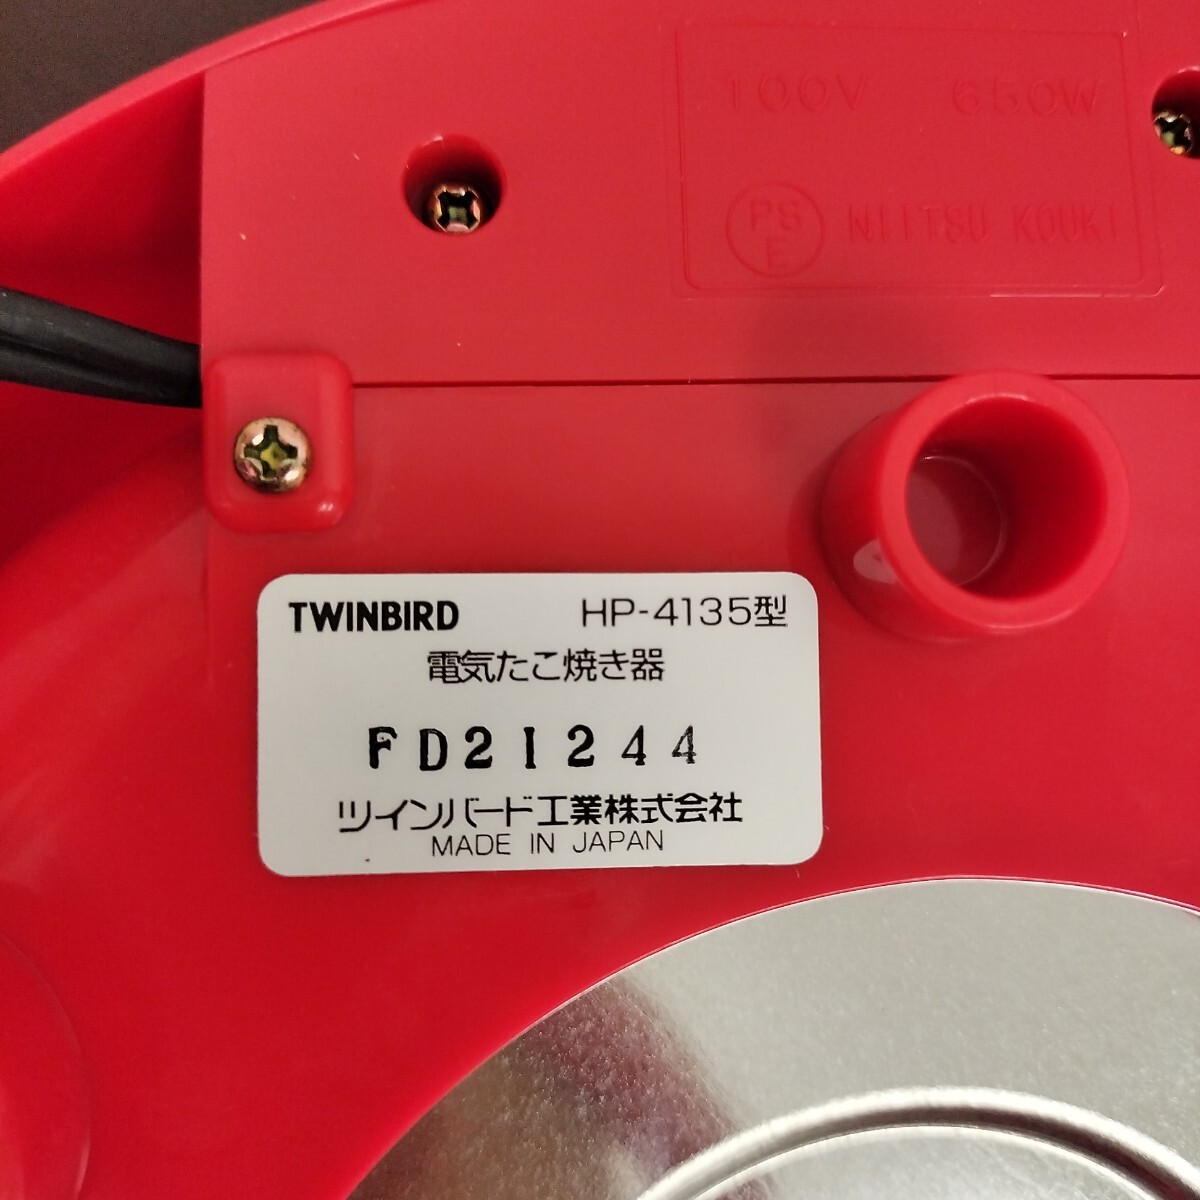 100V 650W
PS
E
NIITSU KOUKI
TWINBIRD HP-4135型
電気たこ焼き器
FD21244
ツインバード工業株式会社
MADE IN JAPAN